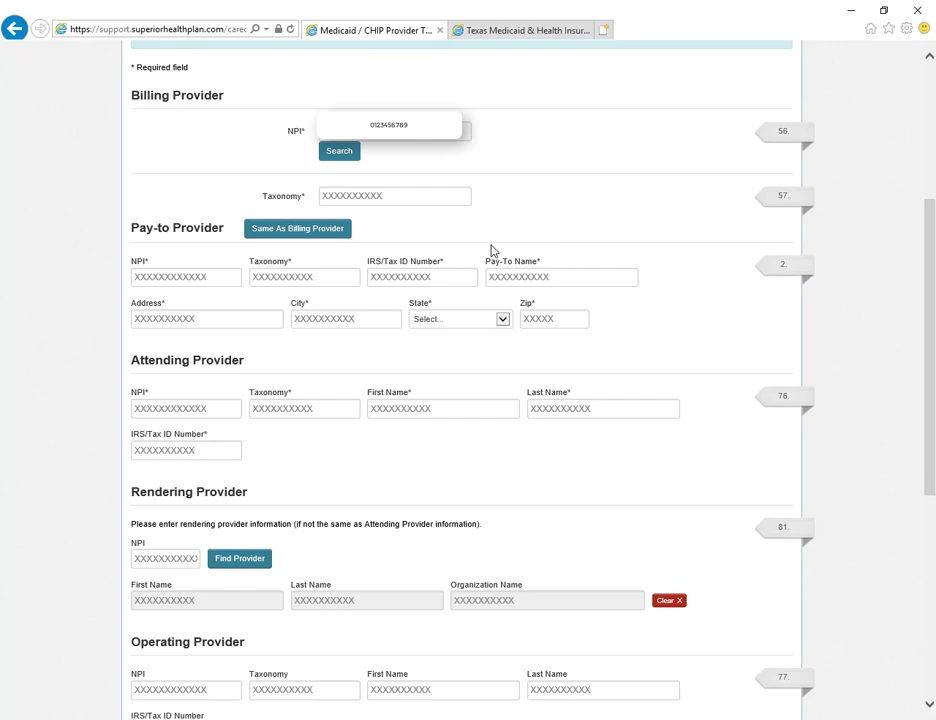 https://support.superiorhealthplan.com/carec
Medicaid / CHIP Provider T...
Texas Medicaid & Health Insur...
* Required field
Billing Provider
NPI*
0123456789
56.
Search
Taxonomy*
XXXXXXXXXX
57.
Pay-to Provider
Same As Billing Provider
NPI* Taxonomy* IRS/Tax ID Number* Pay-To Name*
2.
XXXXXXXXXXXX XXXXXXXXXX XXXXXXXXXX XXXXXXXXXX
Address* City* State* Zip*
XXXXXXXXXX XXXXXXXXXX Select... XXXXX
Attending Provider
NPI* Taxonomy* First Name* Last Name*
76.
XXXXXXXXXXXX XXXXXXXXXX XXXXXXXXXX XXXXXXXXXX
IRS/Tax ID Number*
XXXXXXXXXX
Rendering Provider
Please enter rendering provider information (if not the same as Attending Provider information).
81.
NPI
XXXXXXXXXX Find Provider
First Name Last Name Organization Name
XXXXXXXXXX XXXXXXXXXX XXXXXXXXXX Clear X
Operating Provider
NPI Taxonomy First Name Last Name
77.
XXXXXXXXXXXX XXXXXXXXXX XXXXXXXXXX XXXXXXXXXX
IRS/Tax ID Number